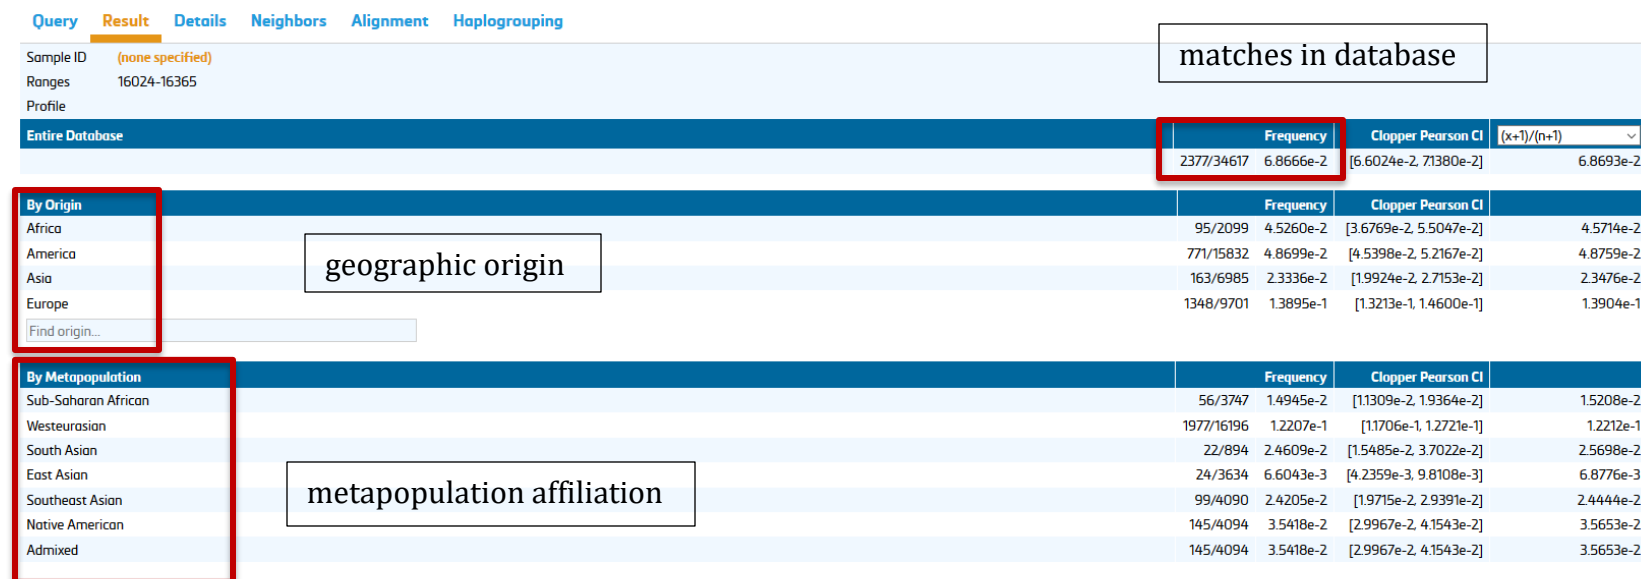 Query Result Details Neighbors Alignment Haplogrouping
matches in database
Sample ID (none specified)
Ranges 16024-16365
Profile
Entire Database Frequency Clopper Pearson CI (x+1)/(n+1)
2377/34617 6.8666e-2 [6.6024e-2, 7.1380e-2] 6.8693e-2
By Origin Frequency Clopper Pearson CI
Africa 95/2099 4.5260e-2 [3.6769e-2, 5.5047e-2] 4.5714e-2
America 771/15832 4.8699e-2 [4.5398e-2, 5.2167e-2] 4.8759e-2
geographic origin
Asia 163/6985 2.3336e-2 [1.9924e-2, 2.7153e-2] 2.3476e-2
Europe 1348/9701 1.3895e-1 [1.3213e-1, 1.4600e-1] 1.3904e-1
Find origin...
By Metapopulation Frequency Clopper Pearson CI
Sub-Saharan African 56/3747 1.4945e-2 [1.1309e-2, 1.9364e-2] 1.5208e-2
Westeurasian 1977/16196 1.2207e-1 [1.1706e-1, 1.2721e-1] 1.2212e-1
South Asian 22/894 2.4609e-2 [1.5485e-2, 3.7022e-2] 2.5698e-2
East Asian 24/3634 6.6043e-3 [4.2359e-3, 9.8108e-3] 6.8776e-3
metapopulation affiliation
Southeast Asian 99/4090 2.4205e-2 [1.9715e-2, 2.9391e-2] 2.4444e-2
Native American 145/4094 3.5418e-2 [2.9967e-2, 4.1543e-2] 3.5653e-2
Admixed 145/4094 3.5418e-2 [2.9967e-2, 4.1543e-2] 3.5653e-2